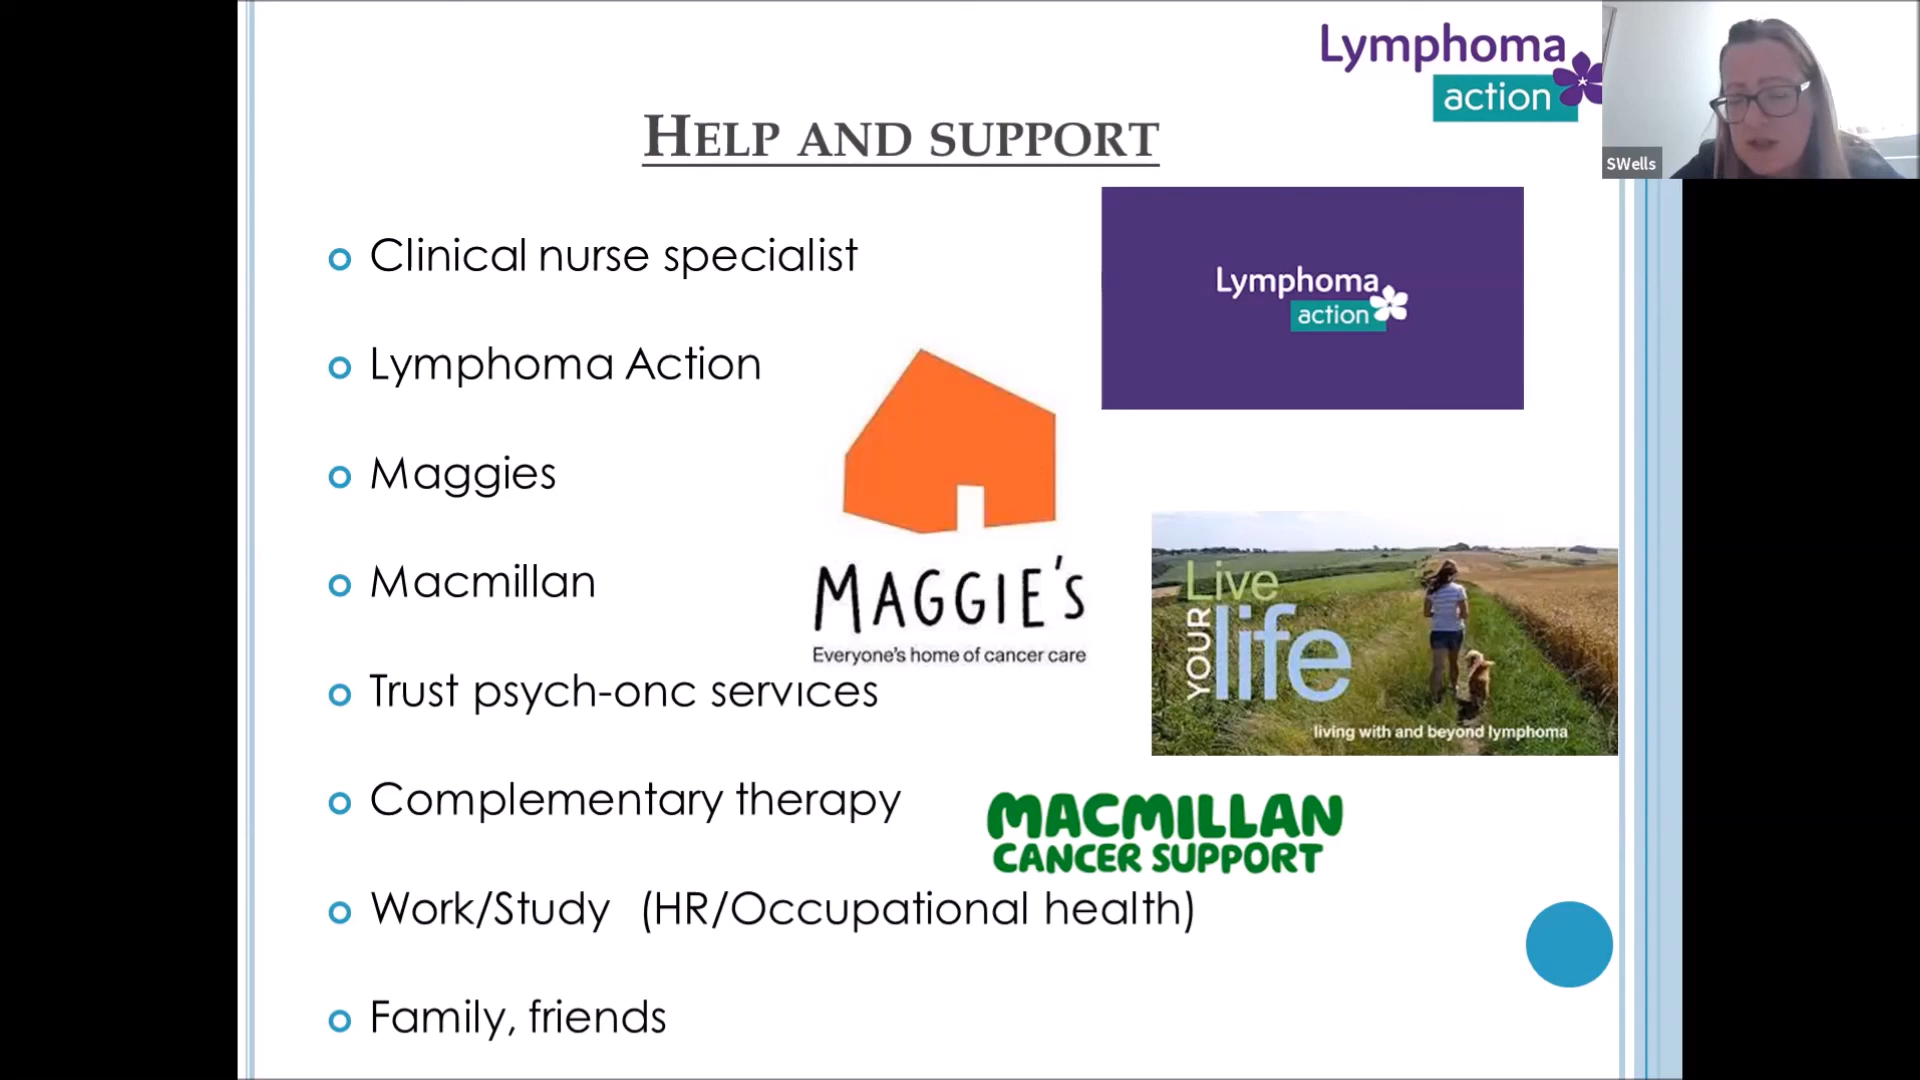 Lymphoma
action
SWells
HELP AND SUPPORT
Clinical nurse specialist
Lymphoma
action
Lymphoma Action
Maggies
Macmillan
MAGGIE'S
Everyone's home of cancer care
Live
YOUR
life
living with and beyond lymphoma
Trust psych-onc services
Complementary therapy
MACMILLAN
CANCER SUPPORT
Work/Study (HR/Occupational health)
Family, friends